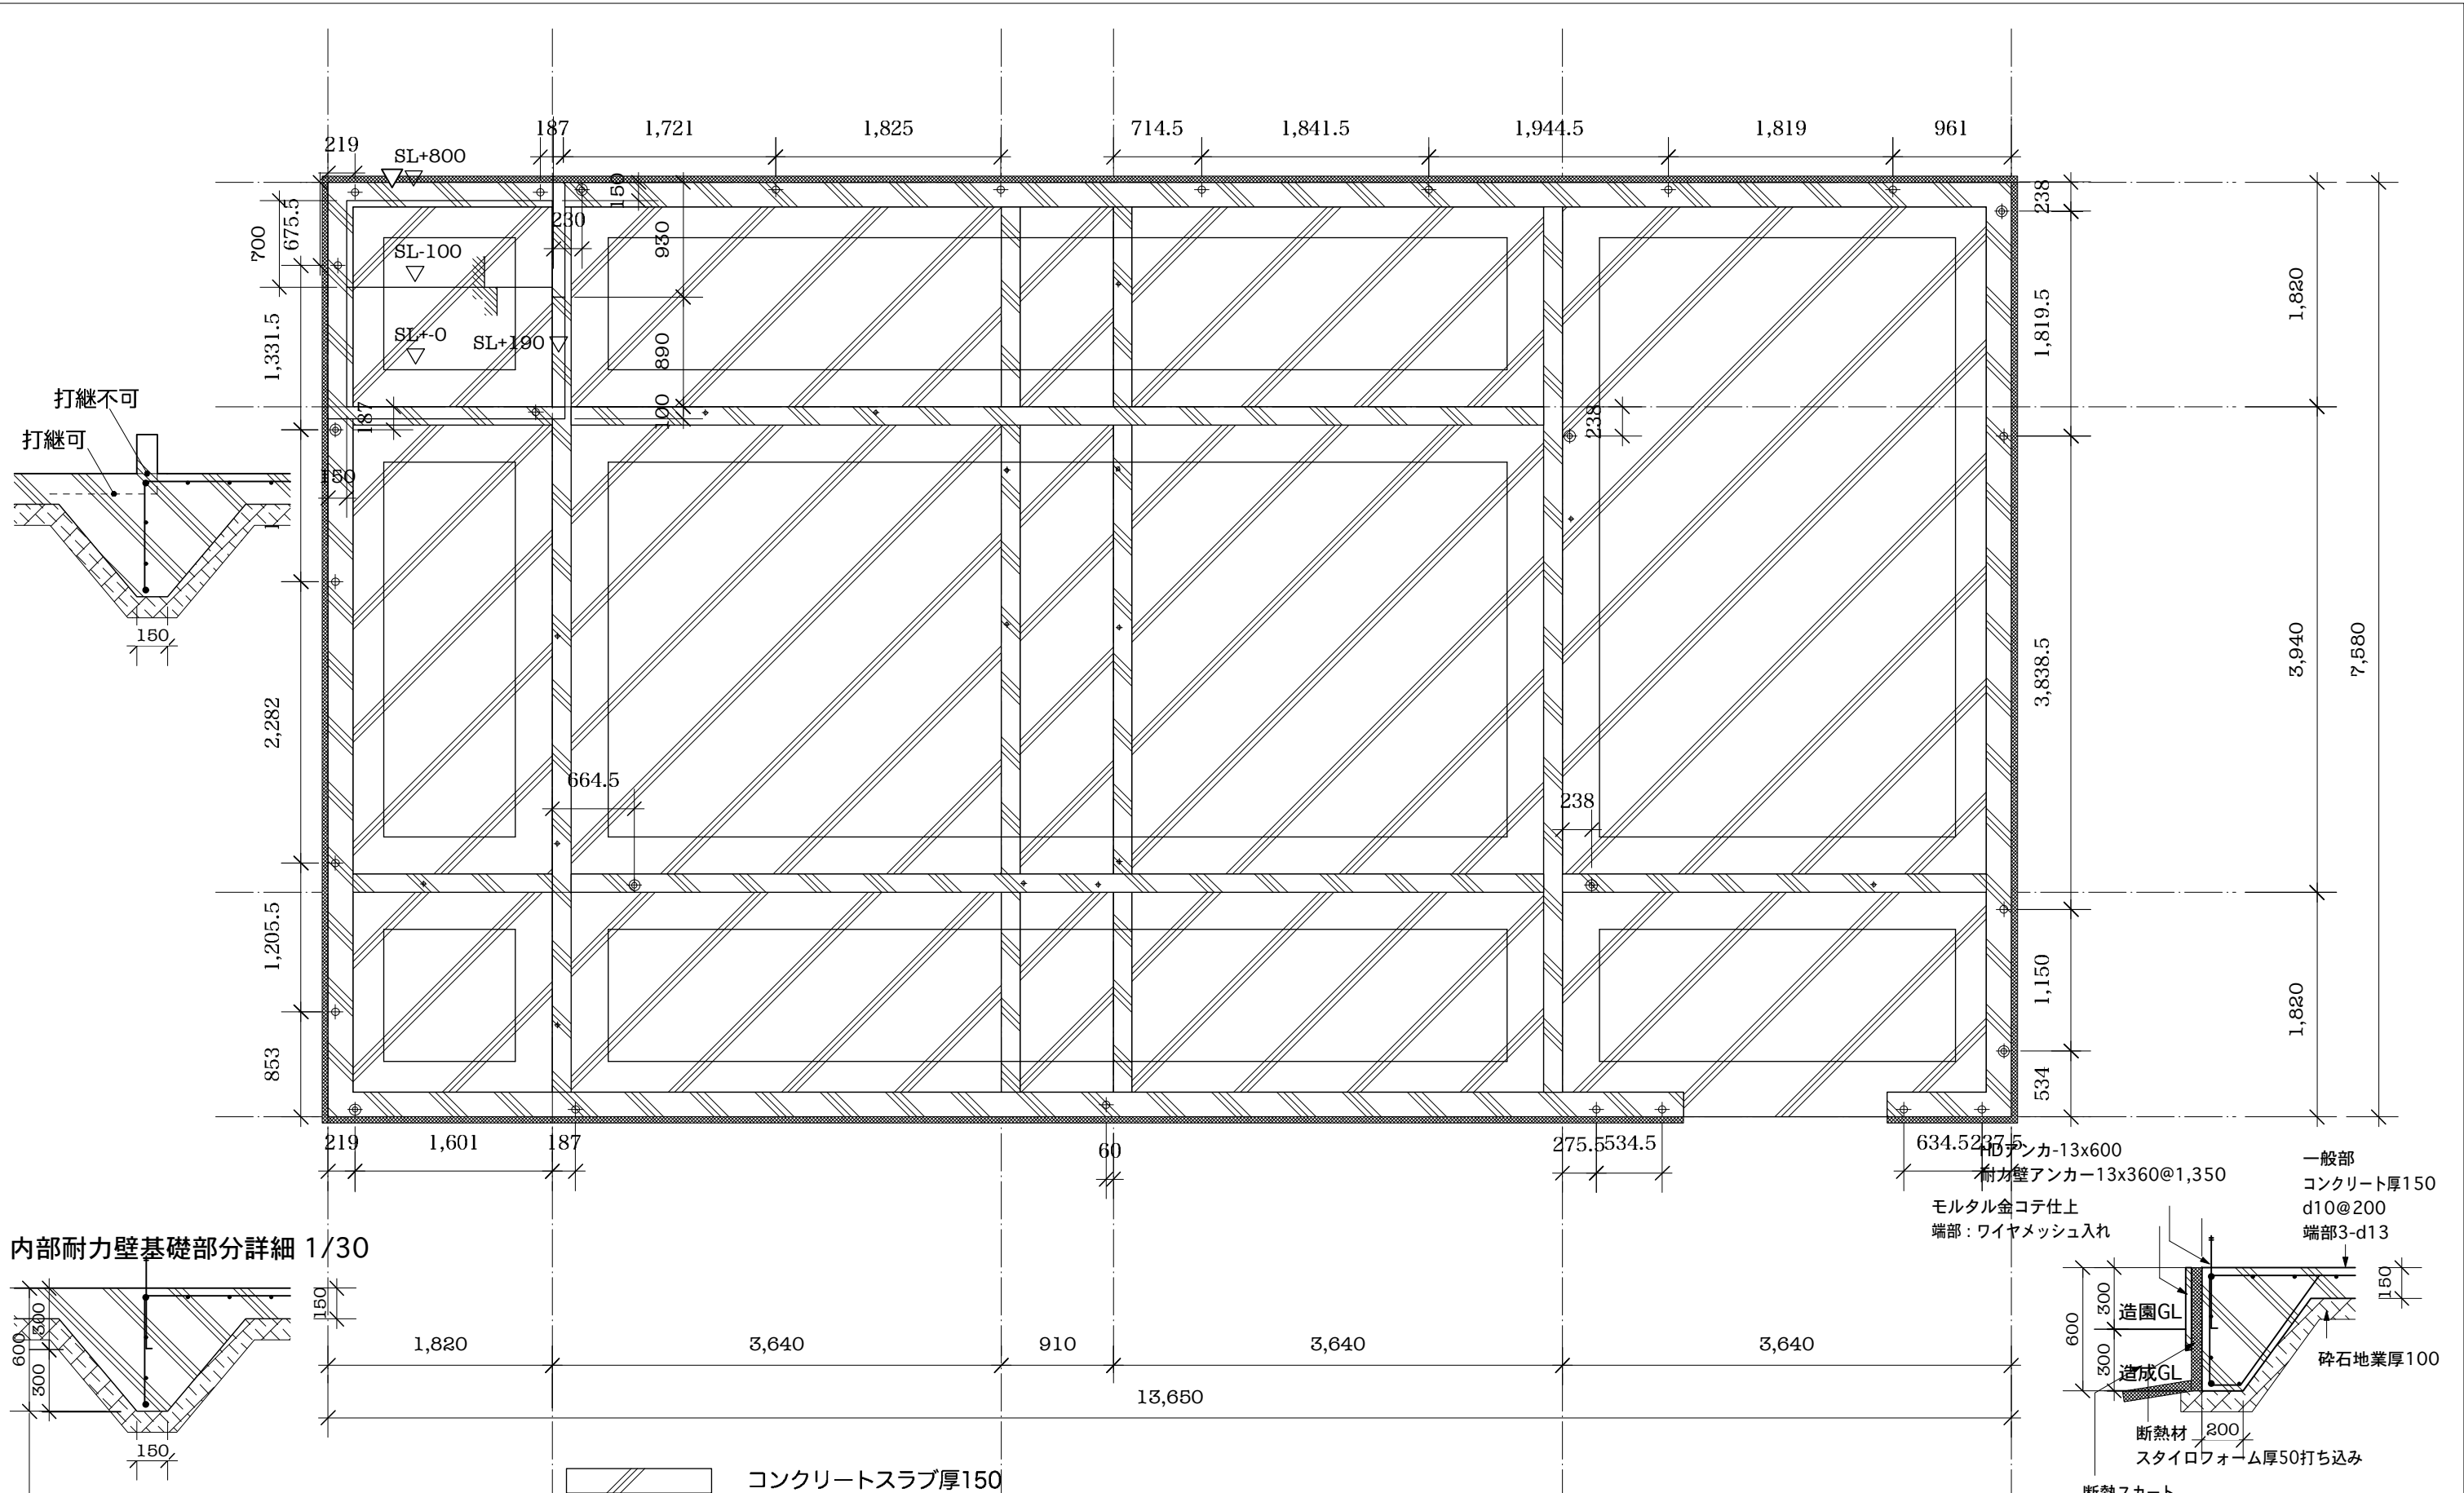 187
1,721
1,825
714.5
1,841.5
1,944.5
1,819
961
219
SL+800
150
238
675.5
700
230
930
SL-100
1,820
1,819.5
1,331.5
SL+-0
SL+190
890
打継不可
187
100
238
打継可
150
1
150
3,838.5
3,940
7,580
2,282
664.5
238
1,205.5
1,150
1,820
853
534
219
1,601
187
60
275.5
534.5
634.5
237.5
HDアンカ-13x600
耐力壁アンカー13x360@1,350
一般部
コンクリート厚150
d10@200
端部3-d13
モルタル金コテ仕上
端部：ワイヤメッシュ入れ
内部耐力壁基礎部分詳細 1/30
150
300
600
300
150
1,820
3,640
910
3,640
3,640
13,650
600
300
300
造園GL
造成GL
150
砕石地業厚100
200
断熱材
スタイロフォーム厚50打ち込み
断熱スカート
コンクリートスラブ厚150